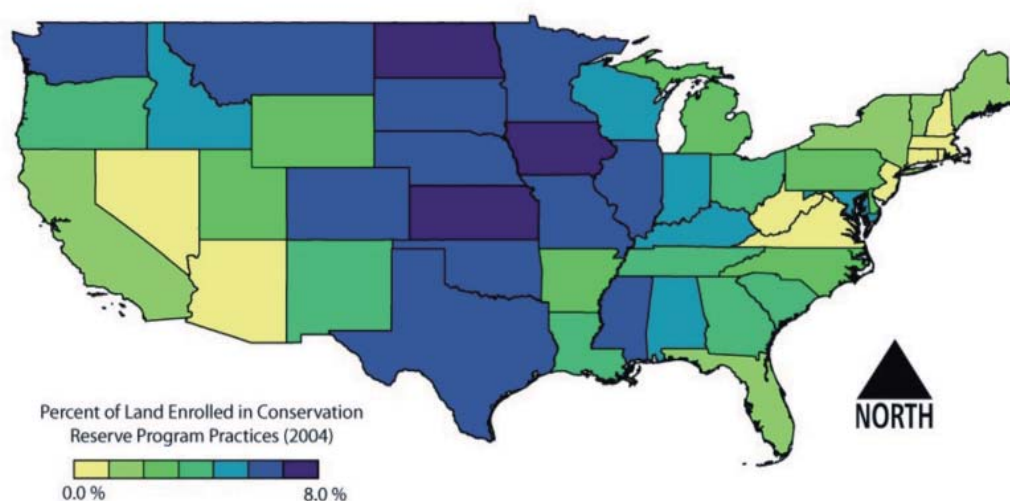 NORTH
Percent of Land Enrolled in Conservation
Reserve Program Practices (2004)
0.0 % 8.0 %